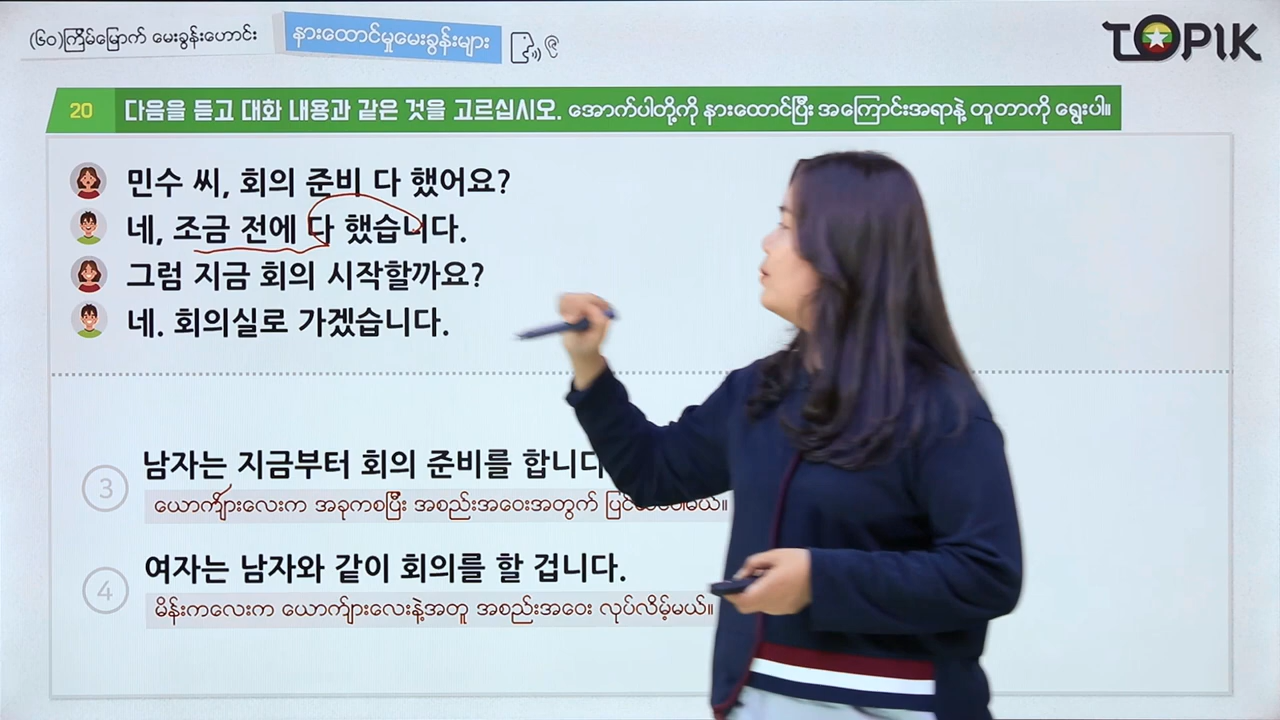 (၆၀)ကြိမ်မြောက် မေးခွန်းဟောင်း
နားထောင်မှုမေးခွန်းများ
၉
TOPIK
20 다음을 듣고 대화 내용과 같은 것을 고르십시오. အောက်ပါတို့ကို နားထောင်ပြီး အကြောင်းအရာနဲ့ တူတာကို ရွေးပါ။
민수 씨, 회의 준비 다 했어요?
네, 조금 전에 다 했습니다.
그럼 지금 회의 시작할까요?
네. 회의실로 가겠습니다.
3 남자는 지금부터 회의 준비를 합니다
ယောကျ်ားလေးက အခုကစပြီး အစည်းအဝေးအတွက်
4 여자는 남자와 같이 회의를 할 겁니다.
မိန်းကလေးက ယောကျ်ားလေးနဲ့အတူ အစည်းအဝေး လုပ်လိမ့်မယ်။